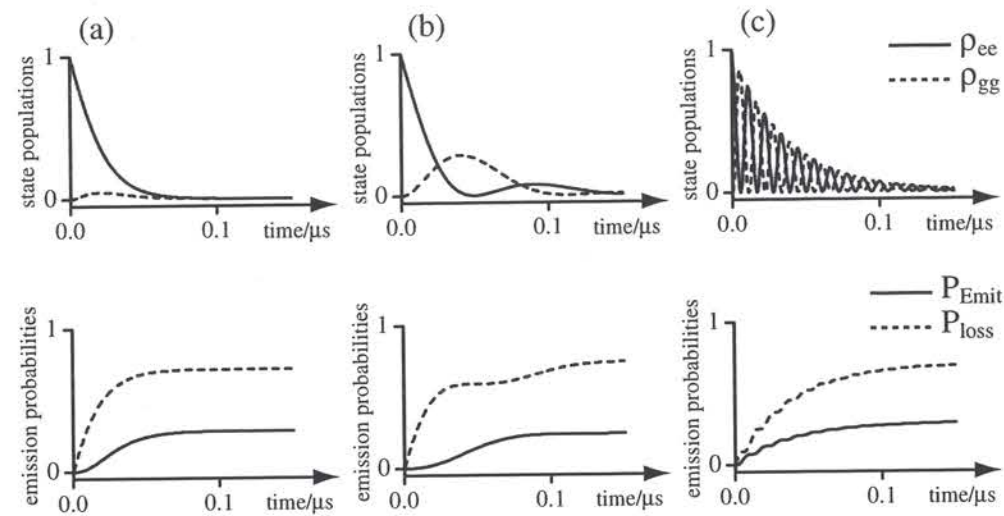 (a)
(b)
(c)
state populations
1
0
0.0
0.1
time/μs
state populations
1
0
0.0
0.1
time/μs
state populations
1
0
0.0
0.1
time/μs
ρee
ρgg
emission probabilities
1
0
0.0
0.1
time/μs
emission probabilities
1
0
0.0
0.1
time/μs
emission probabilities
1
0
0.0
0.1
time/μs
PEmit
Ploss